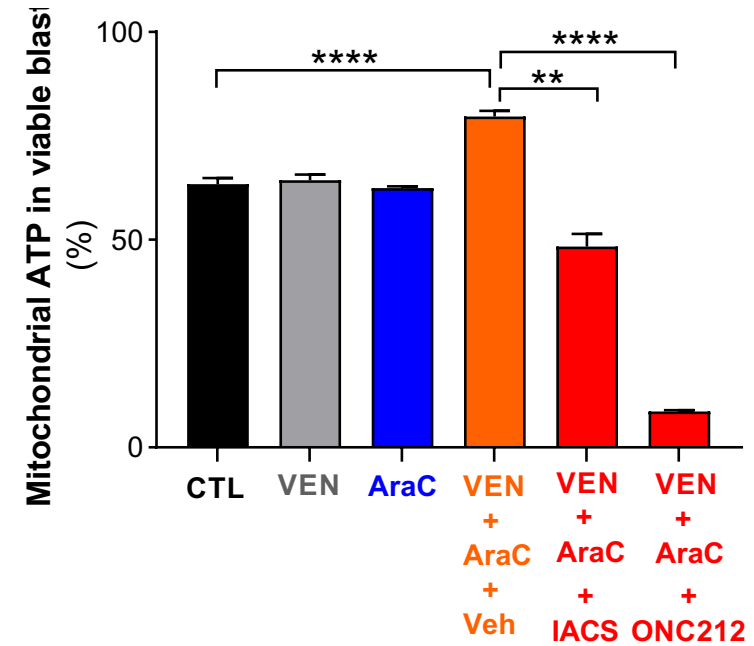 Mitochondrial ATP in viable blast
(%)
100
50
0
****
****
**
CTL
VEN
AraC
VEN
+
AraC
+
Veh
VEN
+
AraC
+
IACS
VEN
+
AraC
+
ONC212